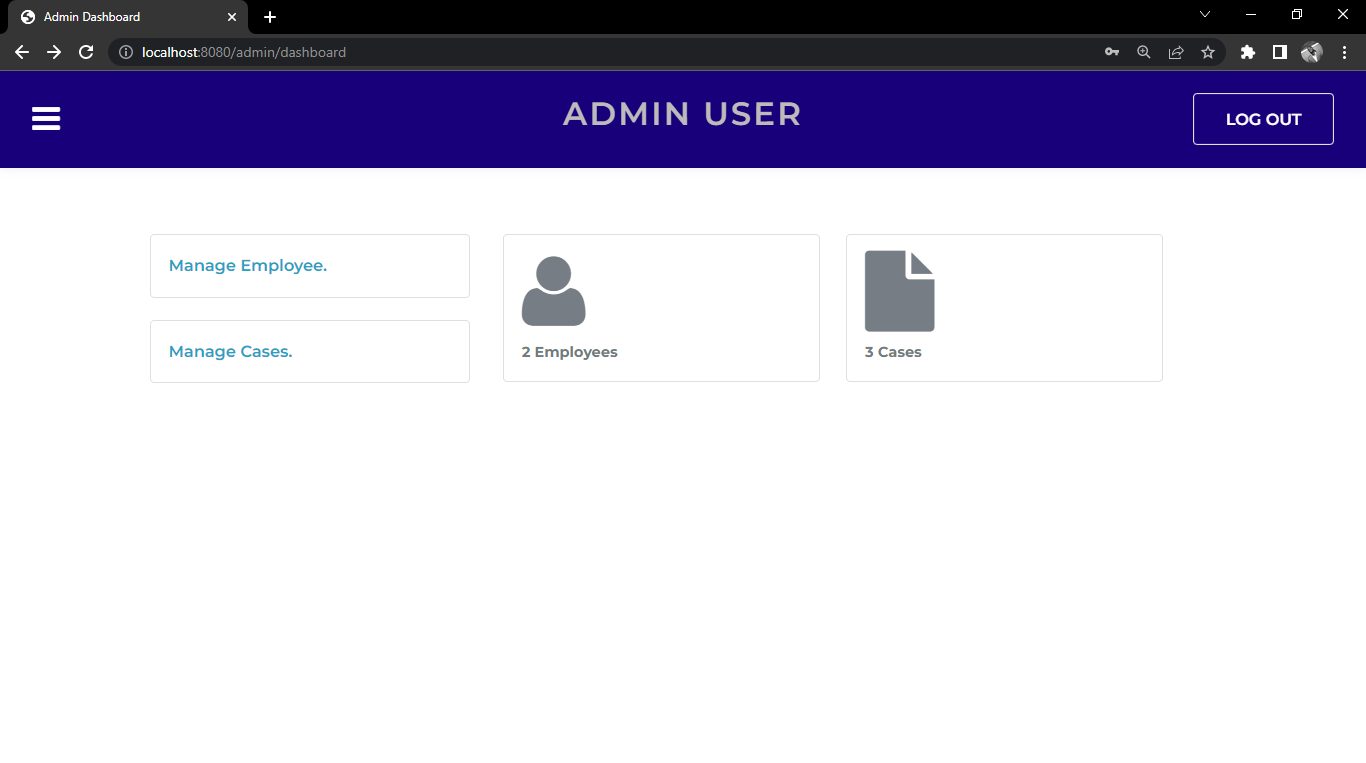 Admin Dashboard
localhost:8080/admin/dashboard
ADMIN USER
LOG OUT
Manage Employee.
Manage Cases.
2 Employees
3 Cases